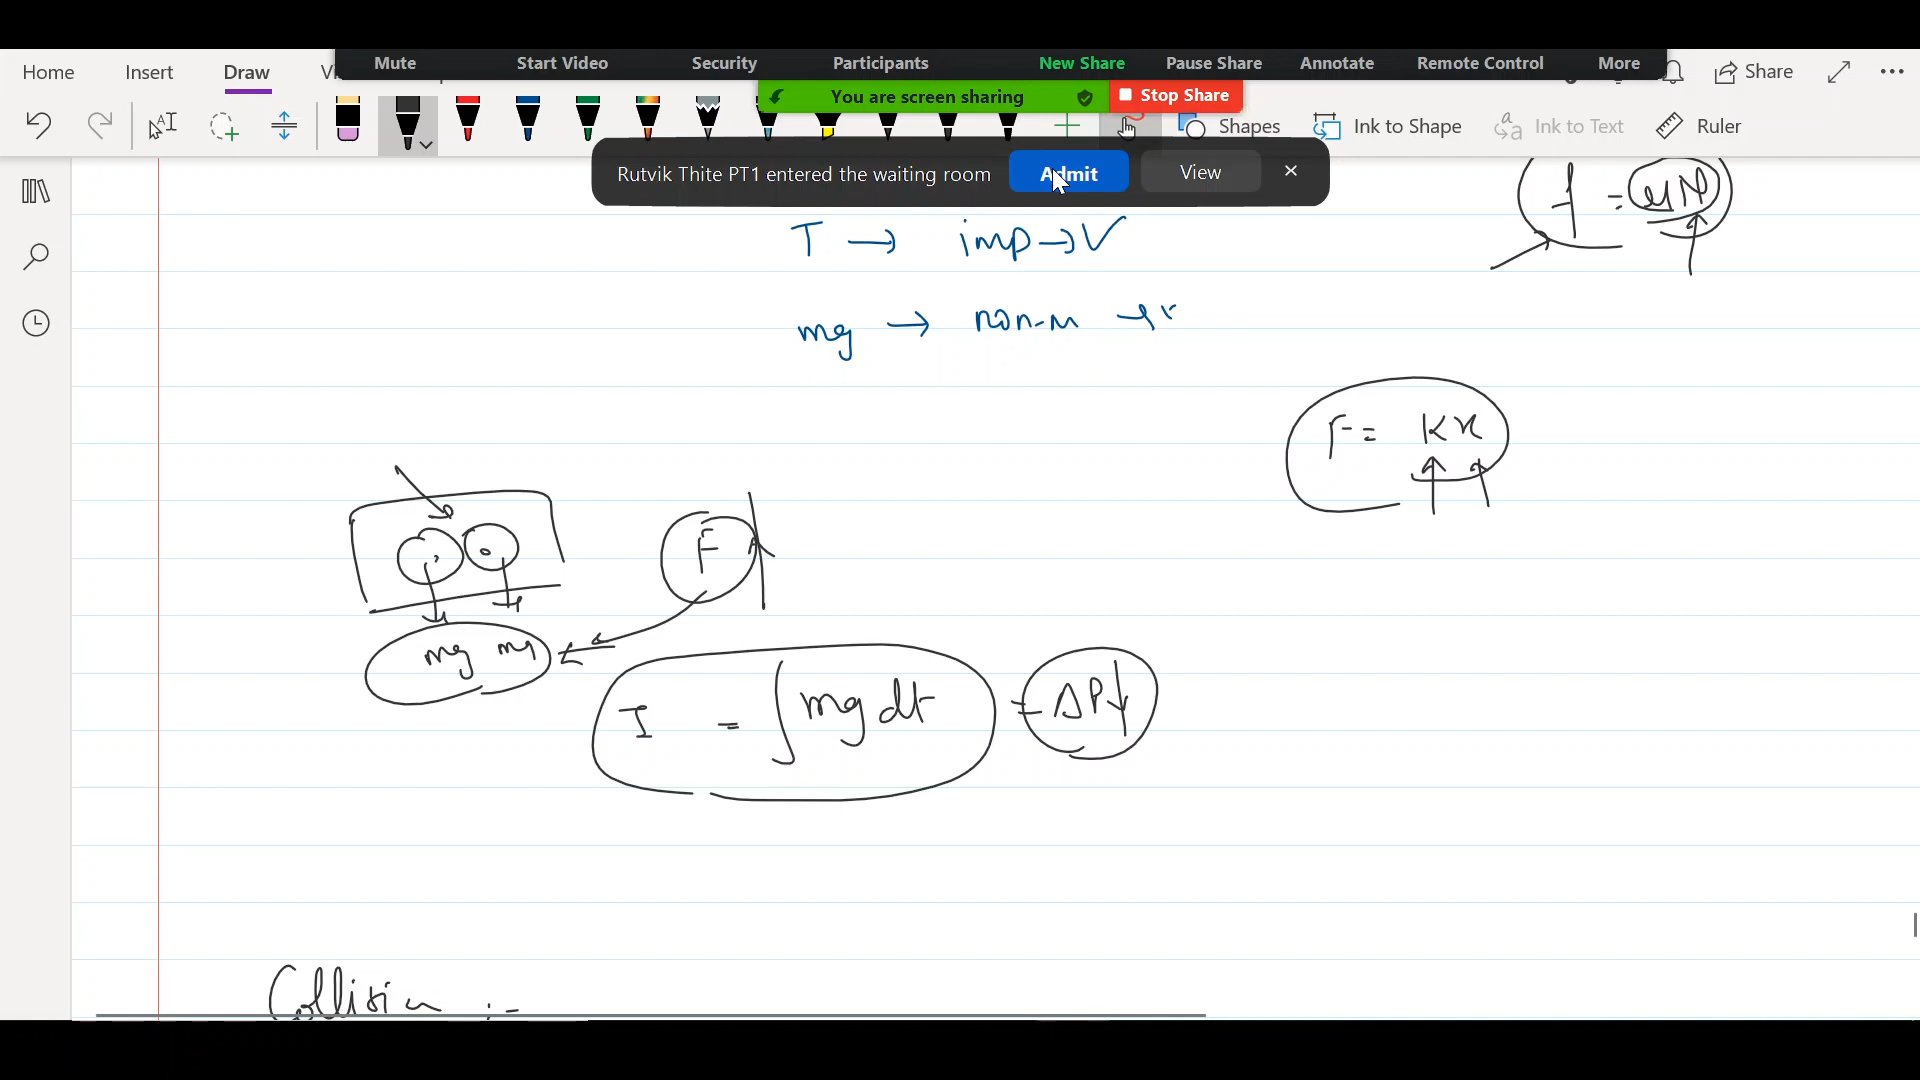 Mute Start Video Security Participants New Share Pause Share Annotate Remote Control More
Home Insert Draw Share
You are screen sharing Stop Share
Shapes Ink to Shape Ink to Text Ruler
Rutvik Thite PT1 entered the waiting room Admit View
f = μN
T → imp →
mg → non-
F = Kx
F
mg mg
I = ∫ mg dt = ΔP↓
Collision :-